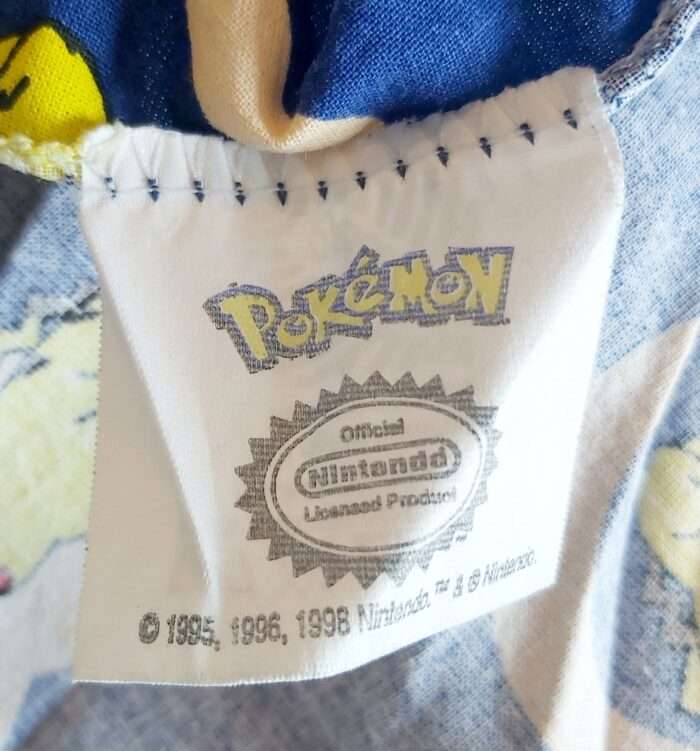 POKéMON
Official
Nintendo
Licensed Product
© 1995, 1996, 1998 Nintendo.™ & ® Nintendo.